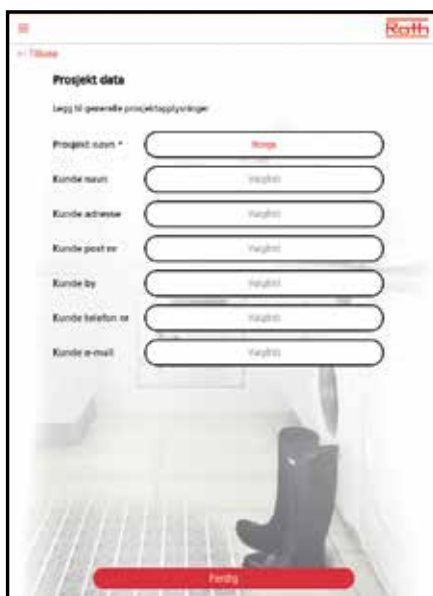 Roth
← Tilbake
Prosjekt data
Legg til generelle prosjektopplysninger
Prosjekt navn * Norge
Kunde navn Valgfritt
Kunde adresse Valgfritt
Kunde post nr Valgfritt
Kunde by Valgfritt
Kunde telefon nr Valgfritt
Kunde e-mail Valgfritt
Ferdig